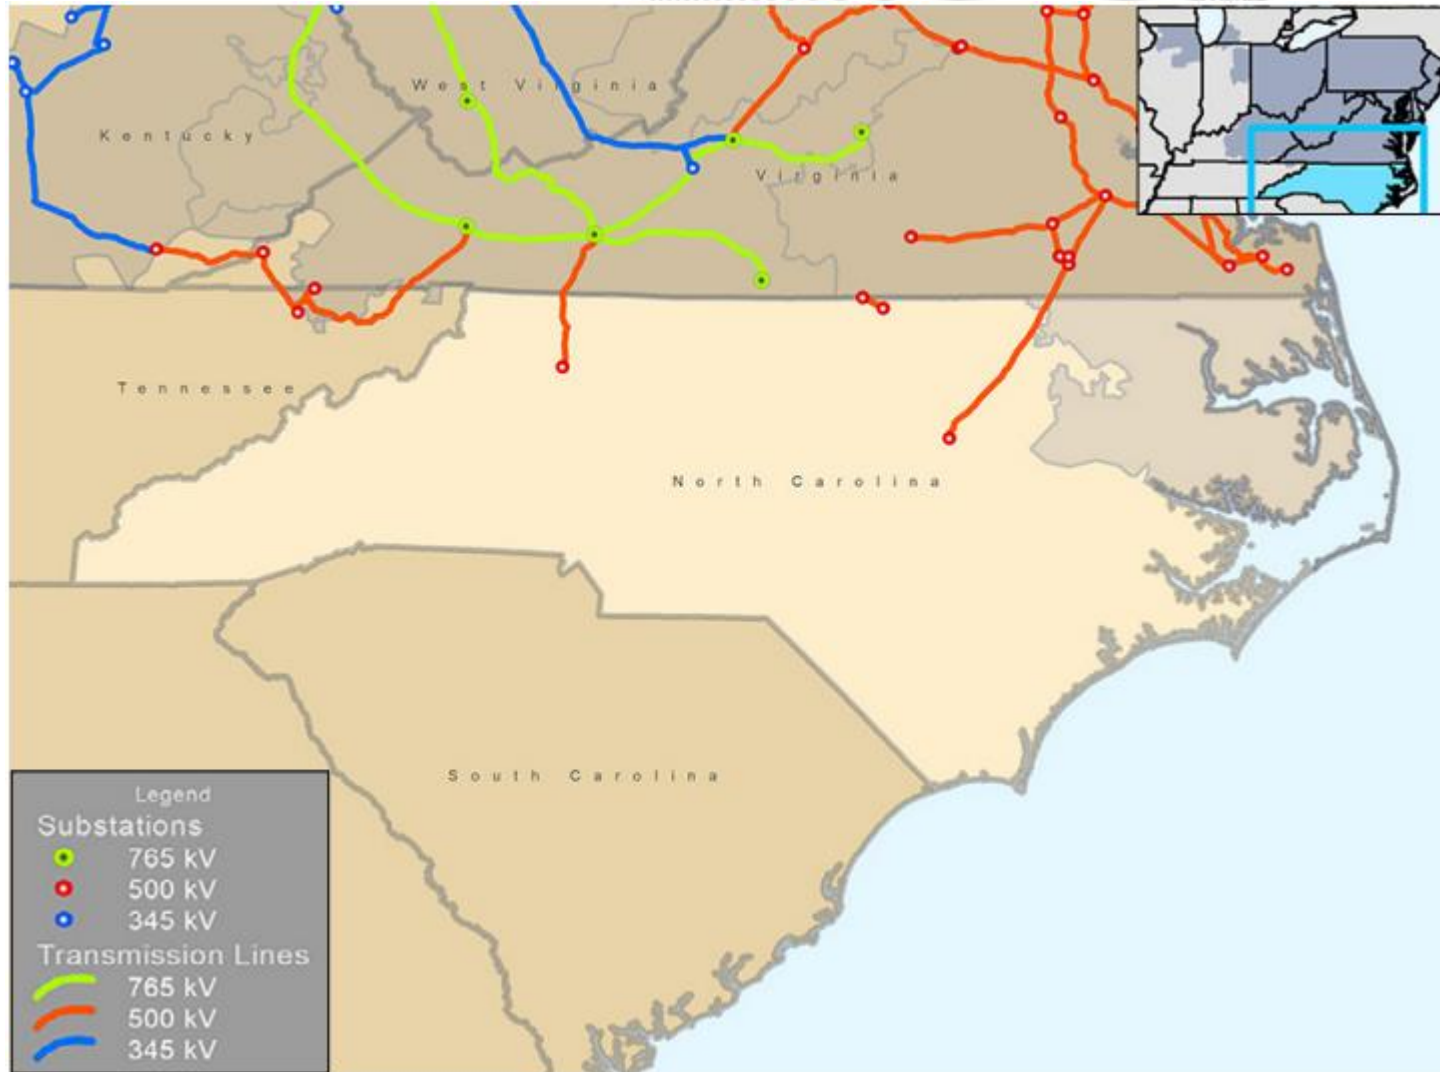 West Virginia
Kentucky
Virginia
Tennessee
North Carolina
South Carolina
Legend
Substations
765 kV
500 kV
345 kV
Transmission Lines
765 kV
500 kV
345 kV